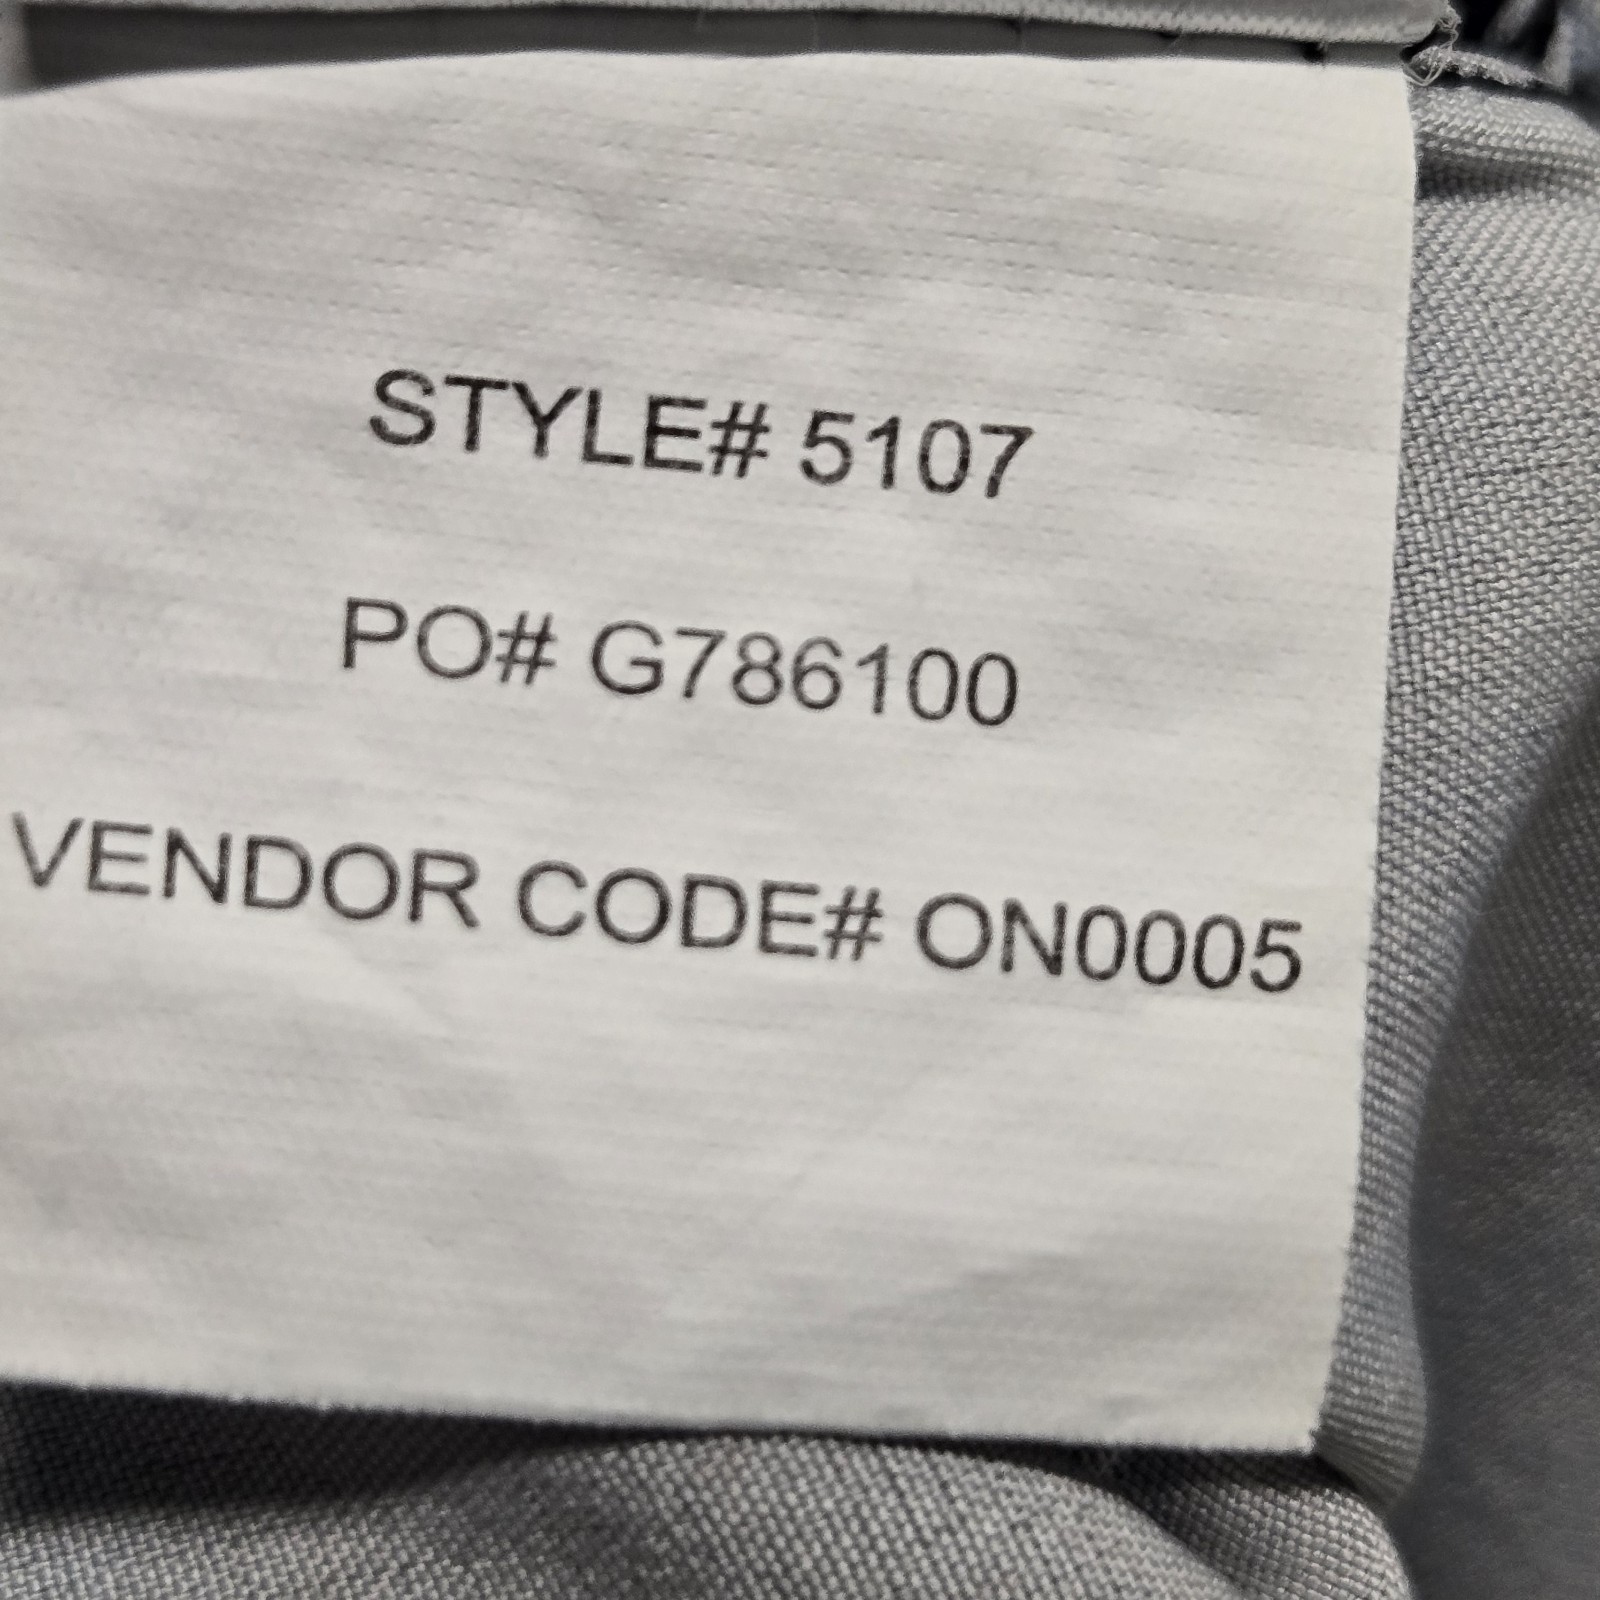 STYLE# 5107
PO# G786100
VENDOR CODE# ON0005